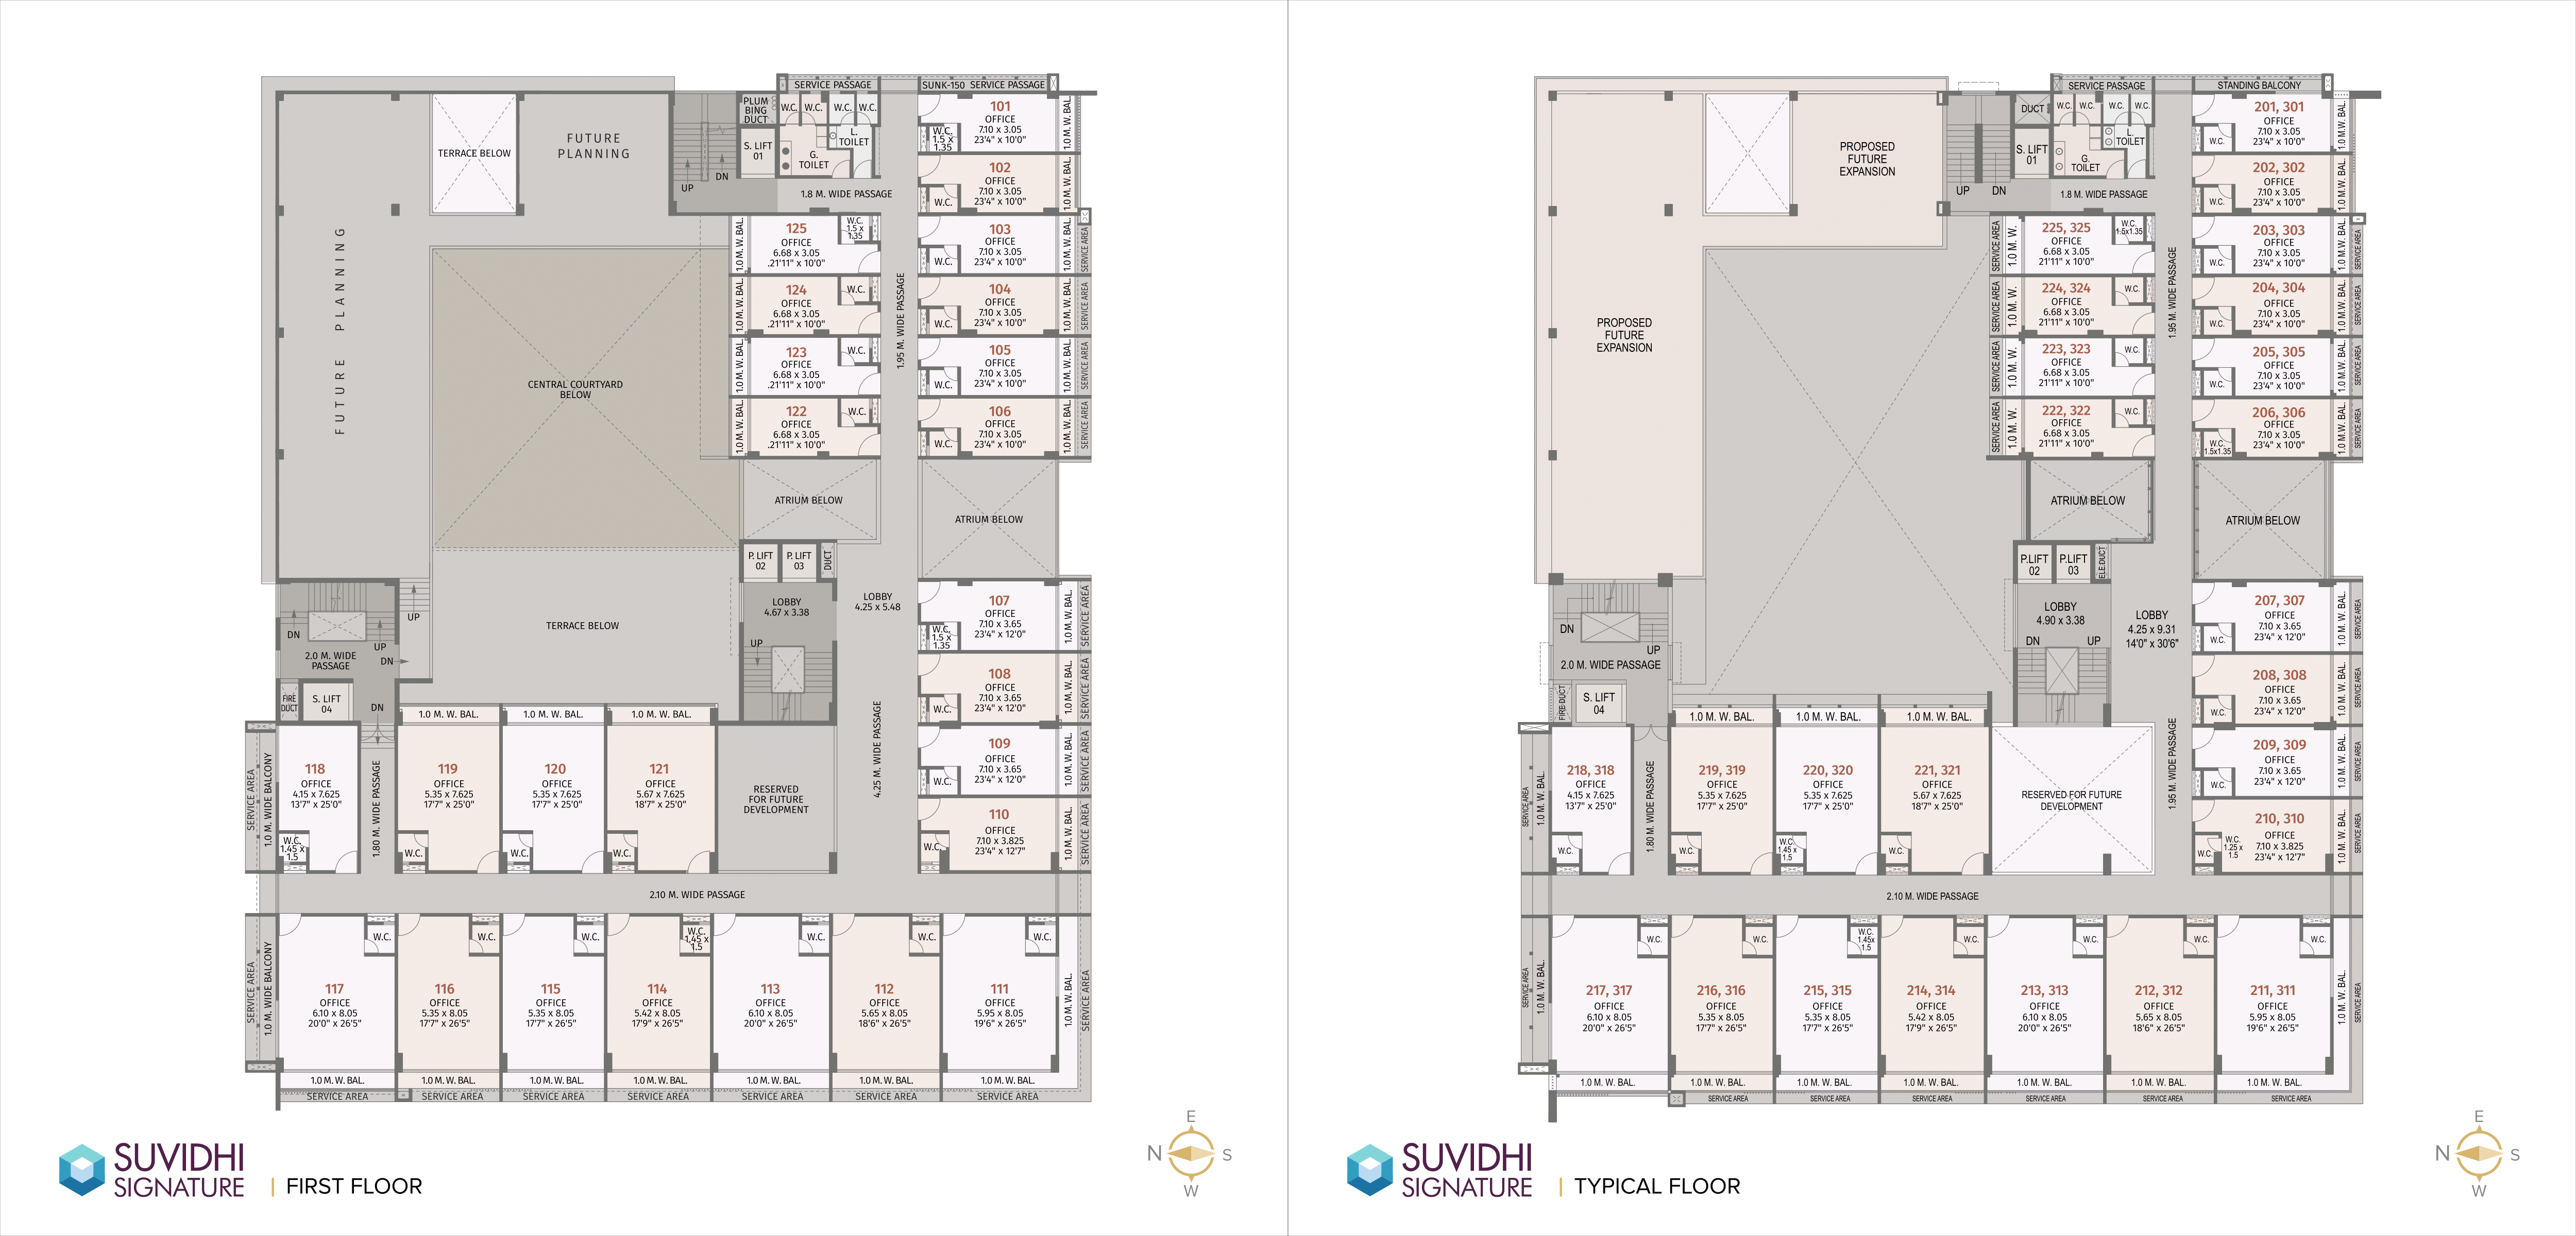 SERVICE PASSAGE
SUNK-150 SERVICE PASSAGE
PLUM
BING
DUCT
W.C.
W.C.
W.C.
W.C.
L.
TOILET
G.
TOILET
S. LIFT
01
UP
DN
1.8 M. WIDE PASSAGE
TERRACE BELOW
FUTURE
PLANNING
FUTURE PLANNING
CENTRAL COURTYARD
BELOW
101
OFFICE
7.10 x 3.05
23'4" x 10'0"
W.C.
1.5 x
1.35
1.0 M. W. BAL.
102
OFFICE
7.10 x 3.05
23'4" x 10'0"
W.C.
1.0 M. W. BAL.
103
OFFICE
7.10 x 3.05
23'4" x 10'0"
W.C.
1.0 M. W. BAL.
SERVICE AREA
104
OFFICE
7.10 x 3.05
23'4" x 10'0"
W.C.
1.0 M. W. BAL.
SERVICE AREA
105
OFFICE
7.10 x 3.05
23'4" x 10'0"
W.C.
1.0 M. W. BAL.
SERVICE AREA
106
OFFICE
7.10 x 3.05
23'4" x 10'0"
W.C.
1.0 M. W. BAL.
SERVICE AREA
1.0 M. W. BAL.
125
OFFICE
6.68 x 3.05
.21'11" x 10'0"
W.C.
1.5 x
1.35
1.0 M. W. BAL.
124
OFFICE
6.68 x 3.05
.21'11" x 10'0"
W.C.
1.0 M. W. BAL.
123
OFFICE
6.68 x 3.05
.21'11" x 10'0"
W.C.
1.0 M. W. BAL.
122
OFFICE
6.68 x 3.05
.21'11" x 10'0"
W.C.
1.95 M. WIDE PASSAGE
ATRIUM BELOW
ATRIUM BELOW
P. LIFT
02
P. LIFT
03
DUCT
LOBBY
4.67 x 3.38
UP
LOBBY
4.25 x 5.48
TERRACE BELOW
UP
DN
UP
2.0 M. WIDE
PASSAGE
DN
FIRE
DUCT
S. LIFT
04
DN
107
OFFICE
7.10 x 3.65
23'4" x 12'0"
W.C.
1.5 x
1.35
1.0 M. W. BAL.
SERVICE AREA
108
OFFICE
7.10 x 3.65
23'4" x 12'0"
W.C.
1.0 M. W. BAL.
SERVICE AREA
109
OFFICE
7.10 x 3.65
23'4" x 12'0"
W.C.
1.0 M. W. BAL.
SERVICE AREA
110
OFFICE
7.10 x 3.825
23'4" x 12'7"
W.C.
1.0 M. W. BAL.
SERVICE AREA
4.25 M. WIDE PASSAGE
1.0 M. W. BAL.
1.0 M. W. BAL.
1.0 M. W. BAL.
SERVICE AREA
1.0 M. WIDE BALCONY
118
OFFICE
4.15 x 7.625
13'7" x 25'0"
W.C.
1.45 x
1.5
1.80 M. WIDE PASSAGE
119
OFFICE
5.35 x 7.625
17'7" x 25'0"
W.C.
120
OFFICE
5.35 x 7.625
17'7" x 25'0"
W.C.
121
OFFICE
5.67 x 7.625
18'7" x 25'0"
W.C.
RESERVED
FOR FUTURE
DEVELOPMENT
2.10 M. WIDE PASSAGE
SERVICE AREA
1.0 M. WIDE BALCONY
117
OFFICE
6.10 x 8.05
20'0" x 26'5"
W.C.
116
OFFICE
5.35 x 8.05
17'7" x 26'5"
W.C.
115
OFFICE
5.35 x 8.05
17'7" x 26'5"
W.C.
114
OFFICE
5.42 x 8.05
17'9" x 26'5"
W.C.
1.45 x
1.5
113
OFFICE
6.10 x 8.05
20'0" x 26'5"
W.C.
112
OFFICE
5.65 x 8.05
18'6" x 26'5"
W.C.
111
OFFICE
5.95 x 8.05
19'6" x 26'5"
W.C.
1.0 M. W. BAL.
SERVICE AREA
1.0 M. W. BAL.
1.0 M. W. BAL.
1.0 M. W. BAL.
1.0 M. W. BAL.
1.0 M. W. BAL.
1.0 M. W. BAL.
1.0 M. W. BAL.
SERVICE AREA
SERVICE AREA
SERVICE AREA
SERVICE AREA
SERVICE AREA
SERVICE AREA
SERVICE AREA
SUVIDHI
SIGNATURE
| FIRST FLOOR
E
N
S
W
SERVICE PASSAGE
STANDING BALCONY
DUCT
W.C.
W.C.
W.C.
W.C.
L.
TOILET
G.
TOILET
S. LIFT
01
UP
DN
1.8 M. WIDE PASSAGE
PROPOSED
FUTURE
EXPANSION
PROPOSED
FUTURE
EXPANSION
201, 301
OFFICE
7.10 x 3.05
23'4" x 10'0"
W.C.
1.0 M.W. BAL.
202, 302
OFFICE
7.10 x 3.05
23'4" x 10'0"
W.C.
1.0 M.W. BAL.
203, 303
OFFICE
7.10 x 3.05
23'4" x 10'0"
W.C.
1.0 M.W. BAL.
SERVICE AREA
204, 304
OFFICE
7.10 x 3.05
23'4" x 10'0"
W.C.
1.0 M.W. BAL.
SERVICE AREA
205, 305
OFFICE
7.10 x 3.05
23'4" x 10'0"
W.C.
1.0 M.W. BAL.
SERVICE AREA
206, 306
OFFICE
7.10 x 3.05
23'4" x 10'0"
W.C.
1.5x1.35
1.0 M.W. BAL.
SERVICE AREA
SERVICE AREA
1.0 M. W.
225, 325
OFFICE
6.68 x 3.05
21'11" x 10'0"
W.C.
1.5x1.35
SERVICE AREA
1.0 M. W.
224, 324
OFFICE
6.68 x 3.05
21'11" x 10'0"
W.C.
SERVICE AREA
1.0 M. W.
223, 323
OFFICE
6.68 x 3.05
21'11" x 10'0"
W.C.
SERVICE AREA
1.0 M. W.
222, 322
OFFICE
6.68 x 3.05
21'11" x 10'0"
W.C.
1.95 M. WIDE PASSAGE
ATRIUM BELOW
ATRIUM BELOW
P.LIFT
02
P.LIFT
03
ELE.DUCT
LOBBY
4.90 x 3.38
DN
UP
LOBBY
4.25 x 9.31
14'0" x 30'6"
DN
UP
2.0 M. WIDE PASSAGE
FIRE-DUCT
S. LIFT
04
207, 307
OFFICE
7.10 x 3.65
23'4" x 12'0"
W.C.
1.0 M. W. BAL.
SERVICE AREA
208, 308
OFFICE
7.10 x 3.65
23'4" x 12'0"
W.C.
1.0 M. W. BAL.
SERVICE AREA
209, 309
OFFICE
7.10 x 3.65
23'4" x 12'0"
W.C.
1.0 M. W. BAL.
SERVICE AREA
210, 310
OFFICE
7.10 x 3.825
23'4" x 12'7"
W.C.
W.C.
1.25 x
1.5
1.0 M. W. BAL.
SERVICE AREA
1.95 M. WIDE PASSAGE
1.0 M. W. BAL.
1.0 M. W. BAL.
1.0 M. W. BAL.
SERVICE AREA
1.0 M. W. BAL.
218, 318
OFFICE
4.15 x 7.625
13'7" x 25'0"
W.C.
1.80 M. WIDE PASSAGE
219, 319
OFFICE
5.35 x 7.625
17'7" x 25'0"
W.C.
220, 320
OFFICE
5.35 x 7.625
17'7" x 25'0"
W.C.
1.45 x
1.5
221, 321
OFFICE
5.67 x 7.625
18'7" x 25'0"
W.C.
RESERVED FOR FUTURE
DEVELOPMENT
2.10 M. WIDE PASSAGE
SERVICE AREA
1.0 M. W. BAL.
217, 317
OFFICE
6.10 x 8.05
20'0" x 26'5"
W.C.
216, 316
OFFICE
5.35 x 8.05
17'7" x 26'5"
W.C.
215, 315
OFFICE
5.35 x 8.05
17'7" x 26'5"
W.C.
1.45x
1.5
214, 314
OFFICE
5.42 x 8.05
17'9" x 26'5"
W.C.
213, 313
OFFICE
6.10 x 8.05
20'0" x 26'5"
W.C.
212, 312
OFFICE
5.65 x 8.05
18'6" x 26'5"
W.C.
211, 311
OFFICE
5.95 x 8.05
19'6" x 26'5"
W.C.
1.0 M. W. BAL.
SERVICE AREA
1.0 M. W. BAL.
1.0 M. W. BAL.
1.0 M. W. BAL.
1.0 M. W. BAL.
1.0 M. W. BAL.
1.0 M. W. BAL.
1.0 M. W. BAL.
SERVICE AREA
SERVICE AREA
SERVICE AREA
SERVICE AREA
SERVICE AREA
SERVICE AREA
SUVIDHI
SIGNATURE
| TYPICAL FLOOR
E
N
S
W